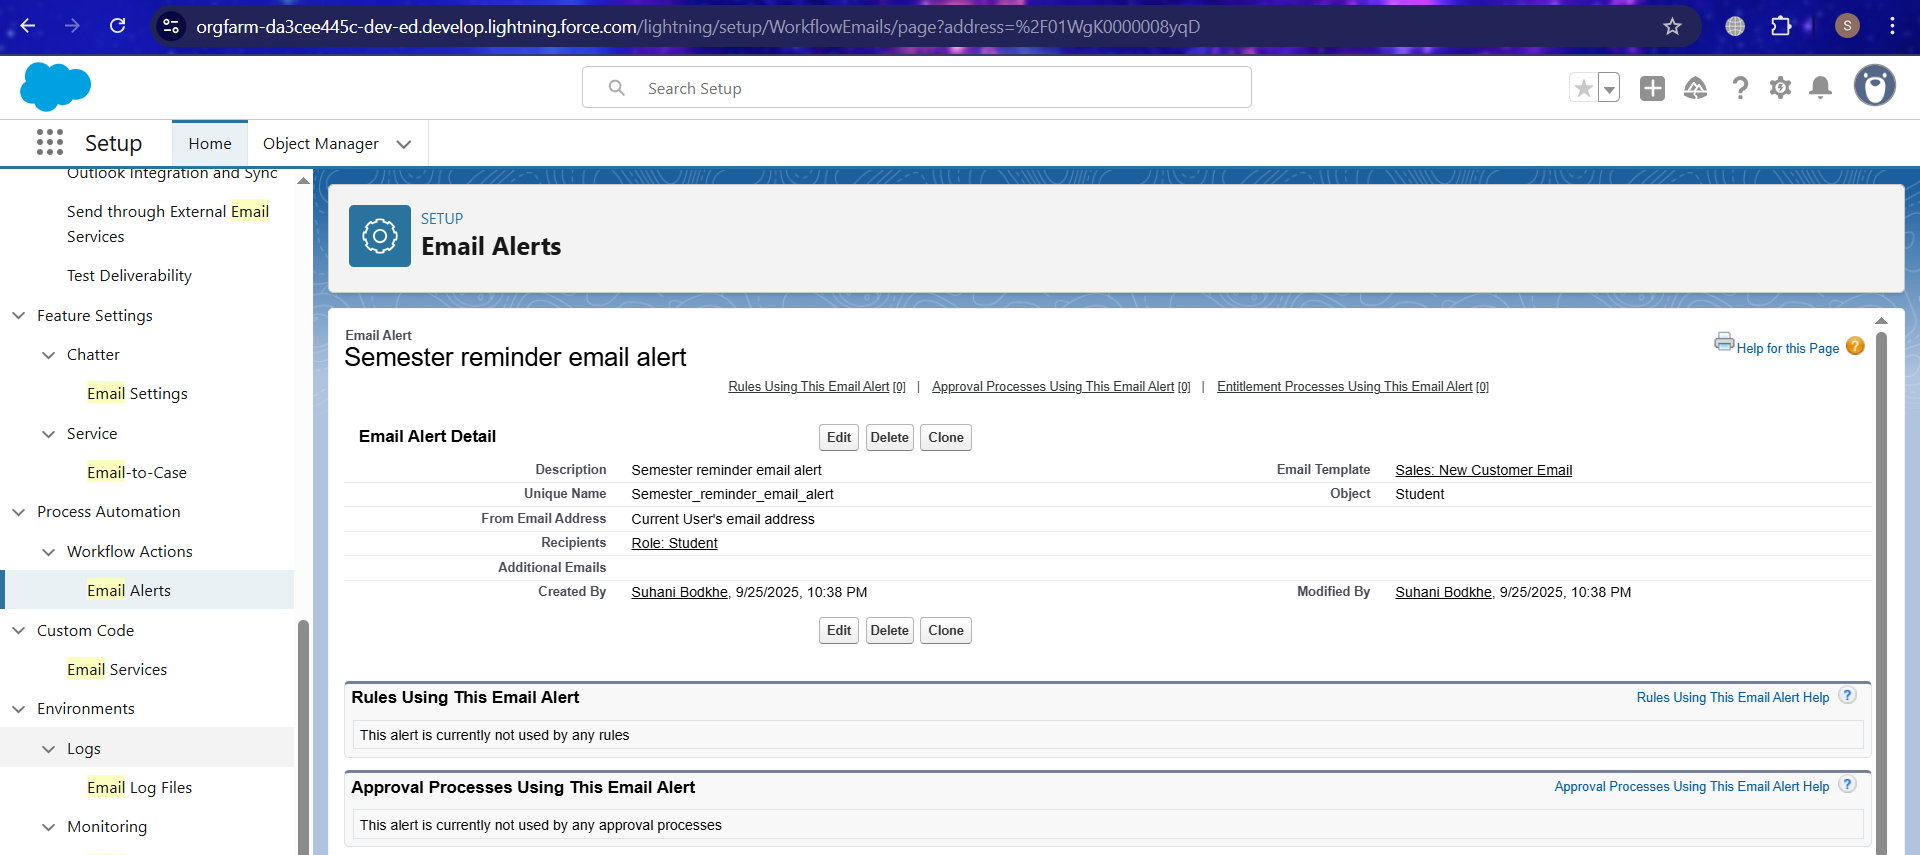 orgfarm-da3cee445c-dev-ed.develop.lightning.force.com/lightning/setup/WorkflowEmails/page?address=%2F01WgK0000008yqD
S
Search Setup
Setup
Home
Object Manager
Outlook Integration and Sync
Send through External Email
Services
Test Deliverability
Feature Settings
Chatter
Email Settings
Service
Email-to-Case
Process Automation
Workflow Actions
Email Alerts
Custom Code
Email Services
Environments
Logs
Email Log Files
Monitoring
SETUP
Email Alerts
Email Alert
Semester reminder email alert
Help for this Page ?
Rules Using This Email Alert [0] | Approval Processes Using This Email Alert [0] | Entitlement Processes Using This Email Alert [0]
Email Alert Detail
Edit Delete Clone
Description Semester reminder email alert Email Template Sales: New Customer Email
Unique Name Semester_reminder_email_alert Object Student
From Email Address Current User's email address
Recipients Role: Student
Additional Emails
Created By Suhani Bodkhe, 9/25/2025, 10:38 PM Modified By Suhani Bodkhe, 9/25/2025, 10:38 PM
Edit Delete Clone
Rules Using This Email Alert Rules Using This Email Alert Help ?
This alert is currently not used by any rules
Approval Processes Using This Email Alert Approval Processes Using This Email Alert Help ?
This alert is currently not used by any approval processes